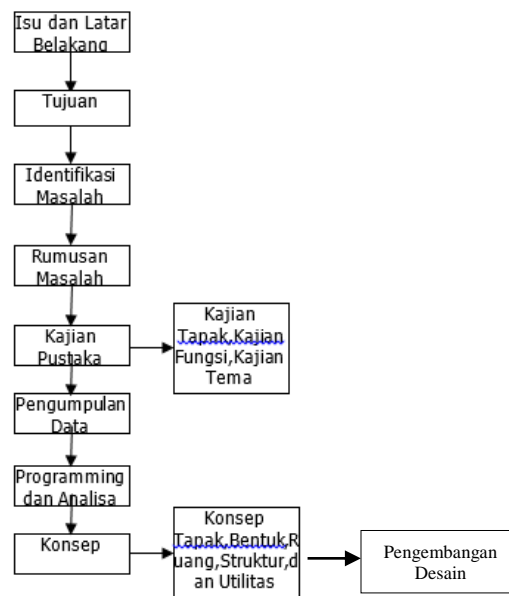 Isu dan Latar
Belakang
Tujuan
Identifikasi
Masalah
Rumusan
Masalah
Kajian
Pustaka
Kajian
Tapak,Kajian
Fungsi,Kajian
Tema
Pengumpulan
Data
Programming
dan Analisa
Konsep
Konsep
Tapak,Bentuk,R
uang,Struktur,d
an Utilitas
Pengembangan
Desain